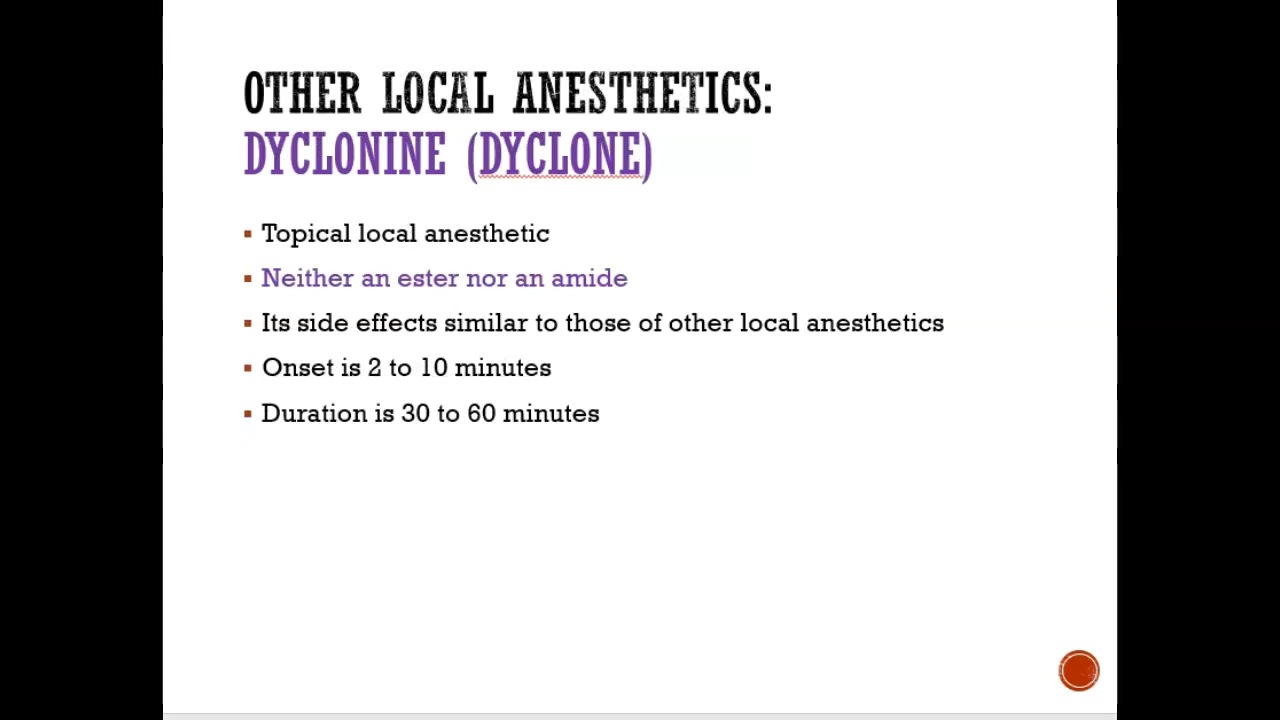 OTHER LOCAL ANESTHETICS:
DYCLONINE (DYCLONE)
▪ Topical local anesthetic
▪ Neither an ester nor an amide
▪ Its side effects similar to those of other local anesthetics
▪ Onset is 2 to 10 minutes
▪ Duration is 30 to 60 minutes